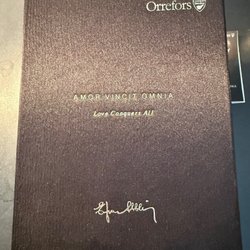 Orrefors
AMOR VINCIT OMNIA
Love Conquers All